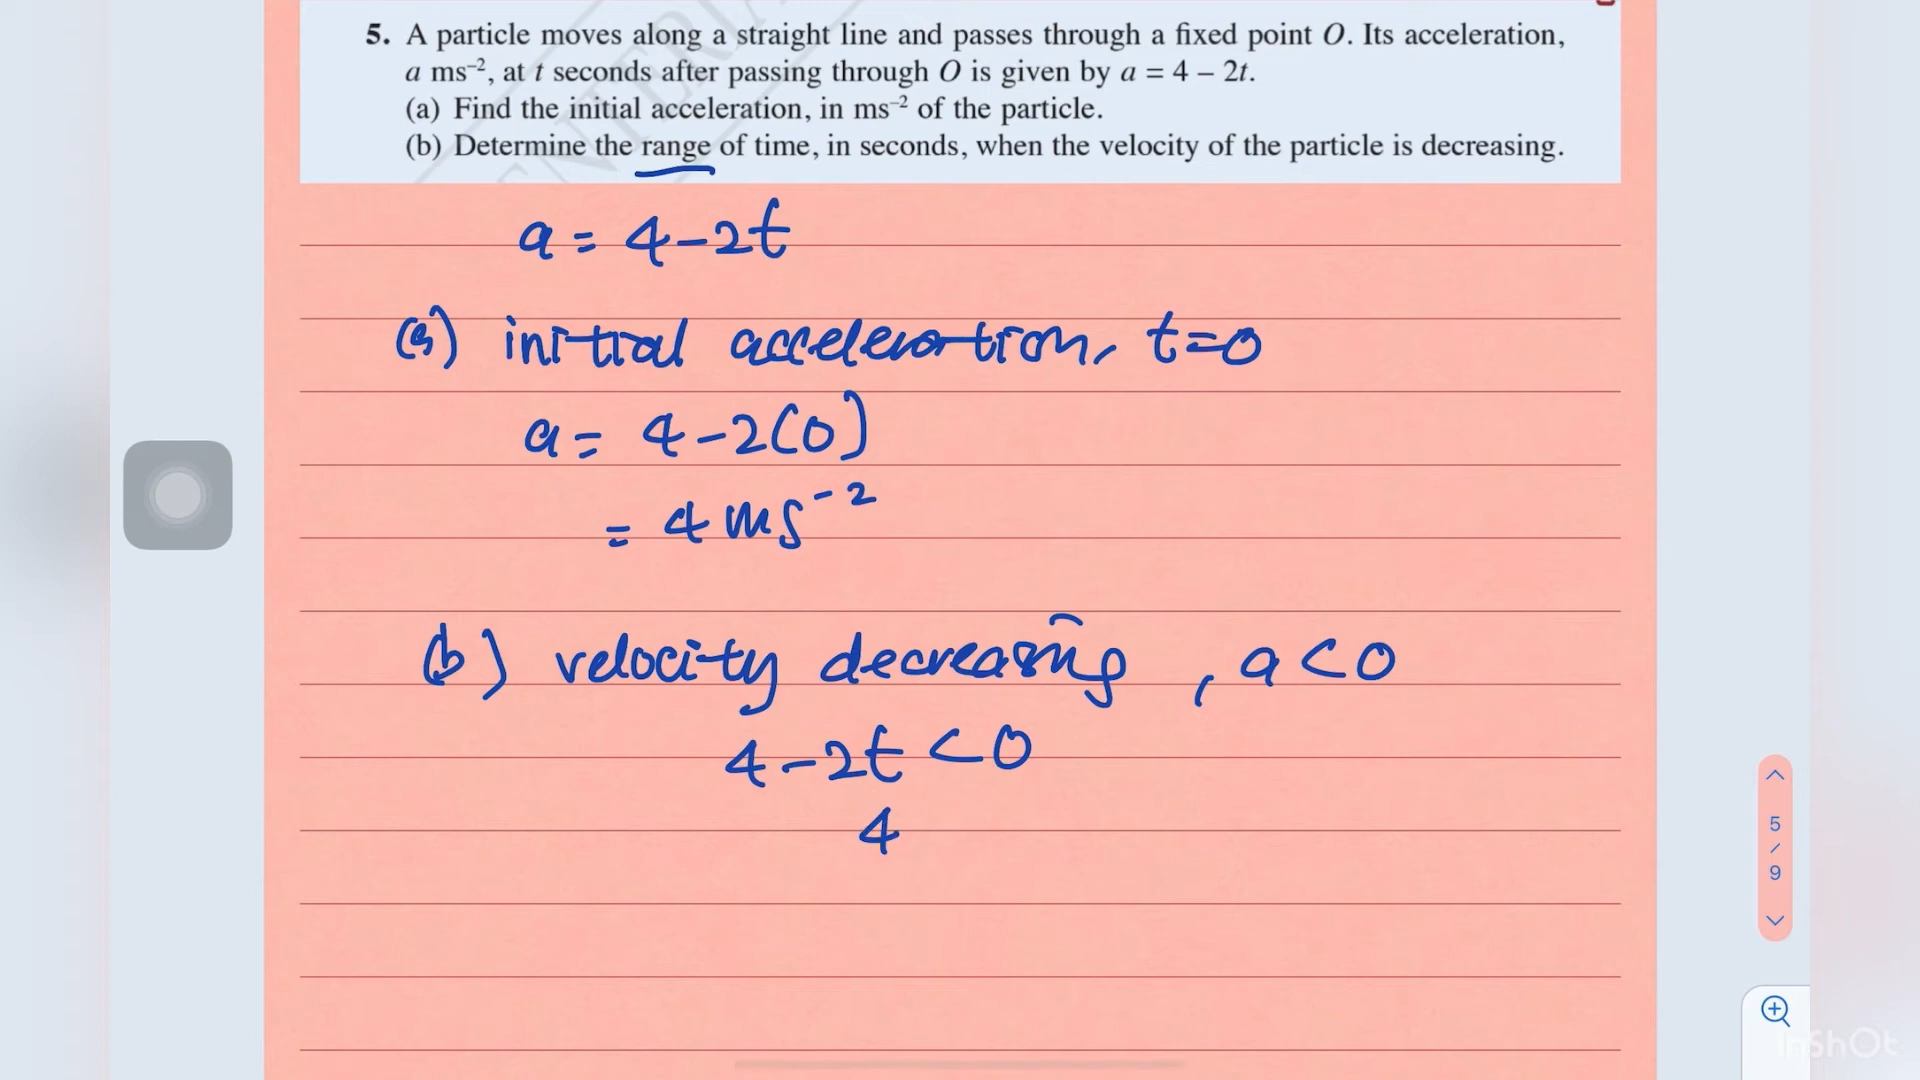 5. A particle moves along a straight line and passes through a fixed point O. Its acceleration,
a ms⁻², at t seconds after passing through O is given by a = 4 – 2t.
(a) Find the initial acceleration, in ms⁻² of the particle.
(b) Determine the range of time, in seconds, when the velocity of the particle is decreasing.
a = 4 - 2t
(a) initial acceleration, t=0
a = 4 - 2(0)
= 4 ms⁻²
(b) velocity decreasing, a < 0
4 - 2t < 0
4
5
/
9
InShOt